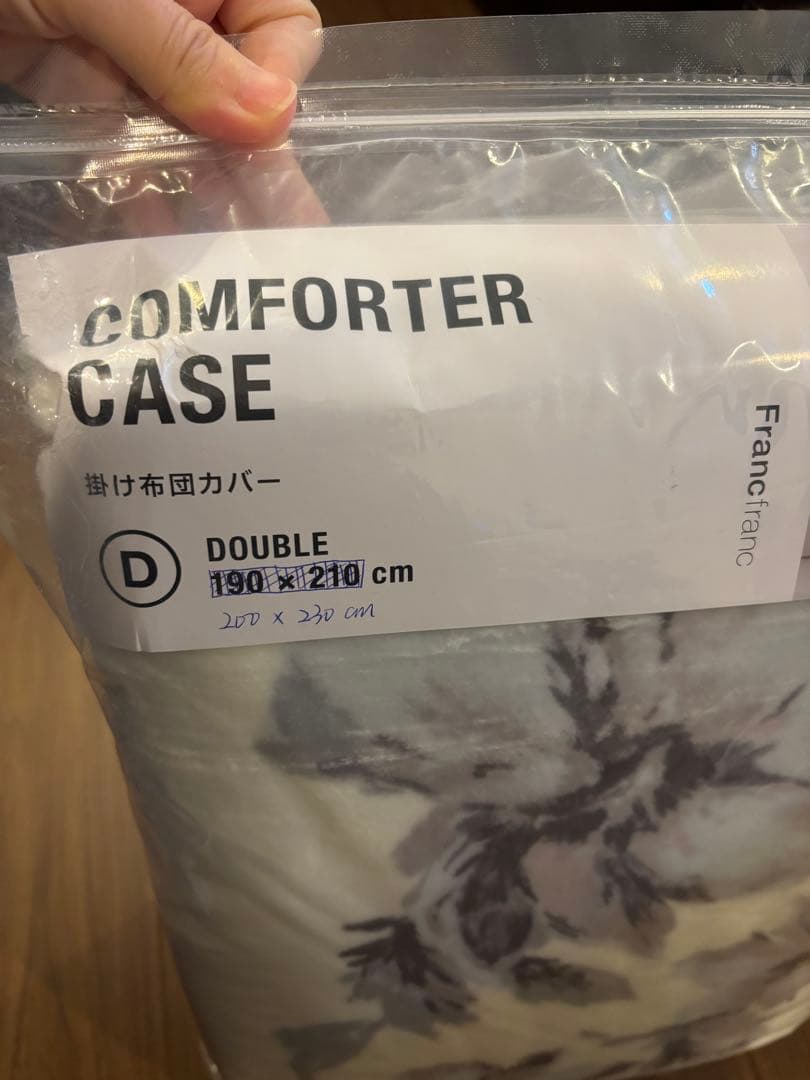 COMFORTER
CASE
掛け布団カバー
D
DOUBLE
190 × 210 cm
200 x 230 cm
Francfranc